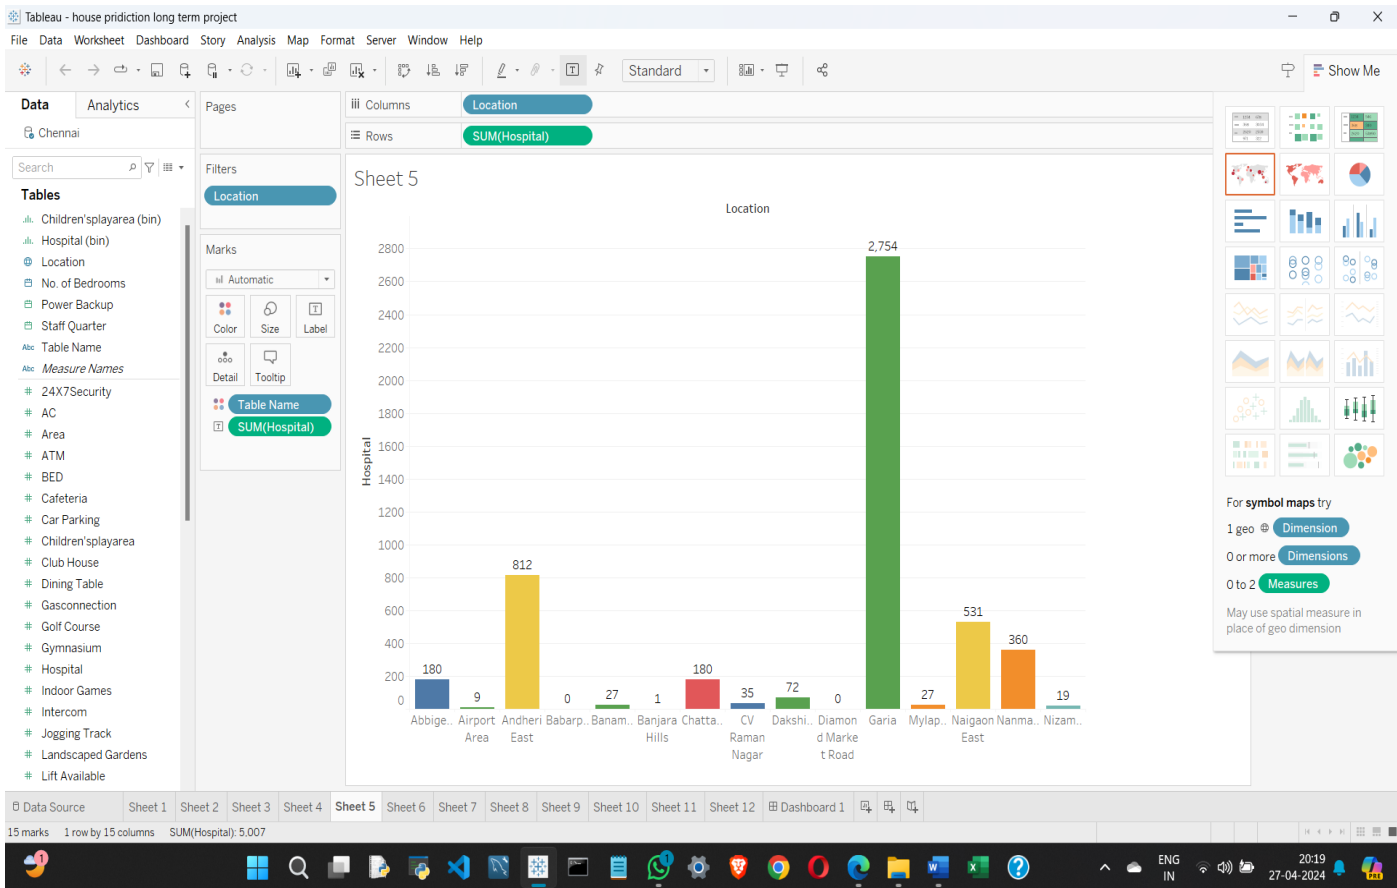 Tableau - house pridiction long term project
File Data Worksheet Dashboard Story Analysis Map Format Server Window Help
Standard
Show Me
Data Analytics
Chennai
Search
Tables
Children'splayarea (bin)
Hospital (bin)
Location
No. of Bedrooms
Power Backup
Staff Quarter
Abc Table Name
Abc Measure Names
# 24X7Security
# AC
# Area
# ATM
# BED
# Cafeteria
# Car Parking
# Children'splayarea
# Club House
# Dining Table
# Gasconnection
# Golf Course
# Gymnasium
# Hospital
# Indoor Games
# Intercom
# Jogging Track
# Landscaped Gardens
# Lift Available
Pages
Filters
Location
Marks
Automatic
Color Size Label
Detail Tooltip
Table Name
SUM(Hospital)
Columns Location
Rows SUM(Hospital)
Sheet 5
Location
Hospital
2800
2600
2400
2200
2000
1800
1600
1400
1200
1000
800
600
400
200
0
180
9
812
0
27
1
180
35
72
0
2,754
27
531
360
19
Abbige..
Airport
Area
Andheri
East
Babarp..
Banam..
Banjara
Hills
Chatta..
CV
Raman
Nagar
Dakshi..
Diamon
d Marke
t Road
Garia
Mylap..
Naigaon
East
Nanma..
Nizam..
For symbol maps try
1 geo Dimension
0 or more Dimensions
0 to 2 Measures
May use spatial measure in
place of geo dimension
Data Source Sheet 1 Sheet 2 Sheet 3 Sheet 4 Sheet 5 Sheet 6 Sheet 7 Sheet 8 Sheet 9 Sheet 10 Sheet 11 Sheet 12 Dashboard 1
15 marks 1 row by 15 columns SUM(Hospital): 5,007
1
2
ENG
IN
20:19
27-04-2024
PRE